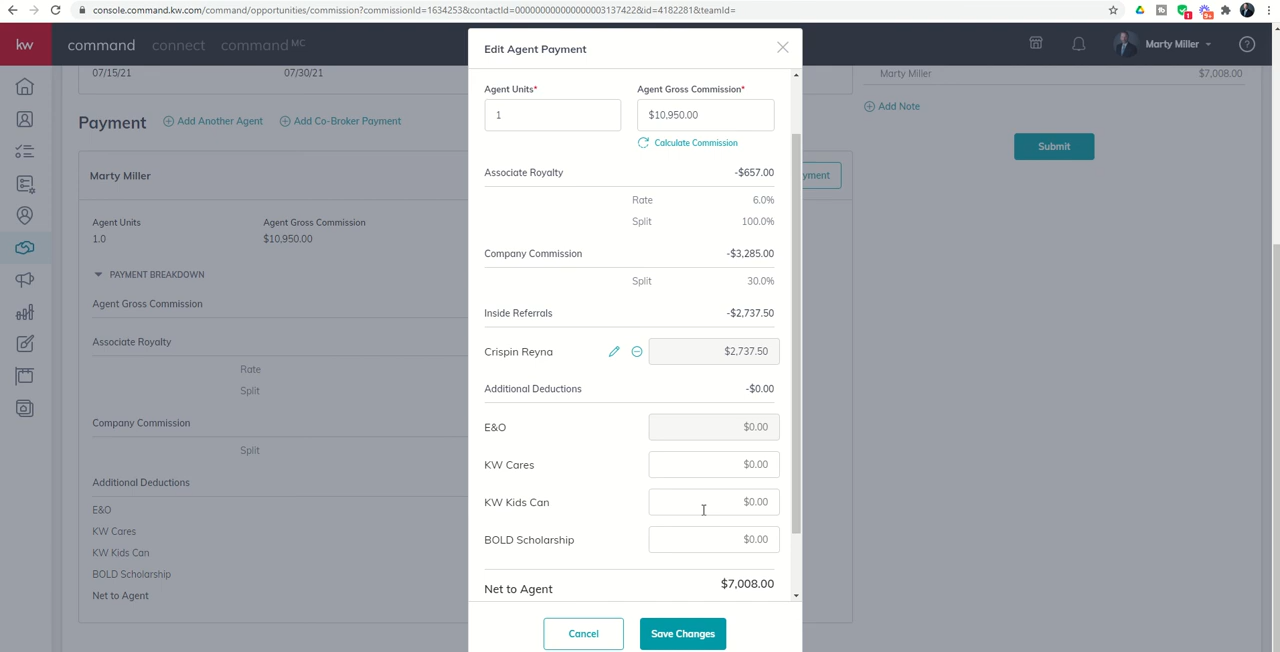 console.command.kw.com/command/opportunities/commission?commissionId=1634253&contactId=00000000000000003137422&id=4182281&teamId=
1
9+
kw command connect command MC
Marty Miller
07/15/21 07/30/21
Payment Add Another Agent Add Co-Broker Payment
Marty Miller
yment
Agent Units Agent Gross Commission
1.0 $10,950.00
PAYMENT BREAKDOWN
Agent Gross Commission
Associate Royalty
Rate
Split
Company Commission
Split
Additional Deductions
E&O
KW Cares
KW Kids Can
BOLD Scholarship
Net to Agent
Edit Agent Payment
Agent Units* Agent Gross Commission*
1 $10,950.00
Calculate Commission
Associate Royalty -$657.00
Rate 6.0%
Split 100.0%
Company Commission -$3,285.00
Split 30.0%
Inside Referrals -$2,737.50
Crispin Reyna $2,737.50
Additional Deductions -$0.00
E&O $0.00
KW Cares $0.00
KW Kids Can $0.00
BOLD Scholarship $0.00
Net to Agent $7,008.00
Cancel Save Changes
Marty Miller $7,008.00
Add Note
Submit